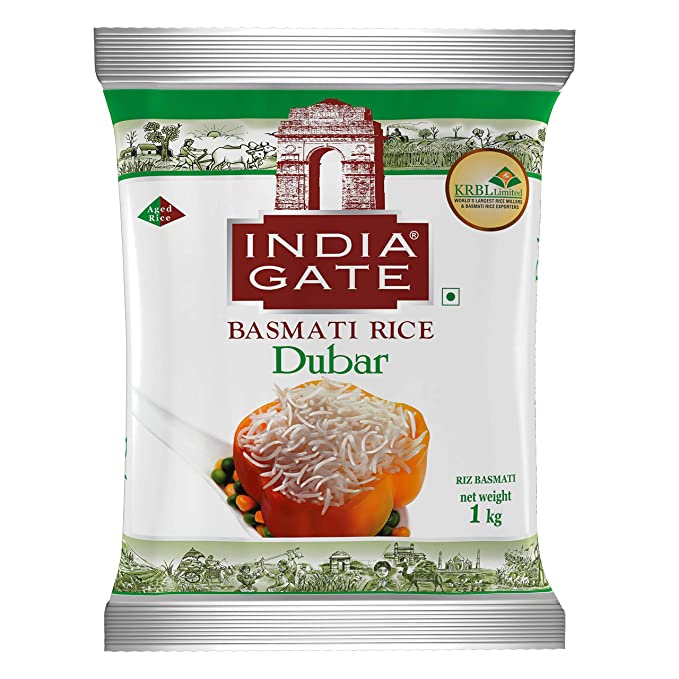 Aged
Rice
KRBL Limited
WORLD'S LARGEST RICE MILLERS
& BASMATI RICE EXPORTERS
INDIA®
GATE
BASMATI RICE
Dubar
RIZ BASMATI
net weight
1 kg